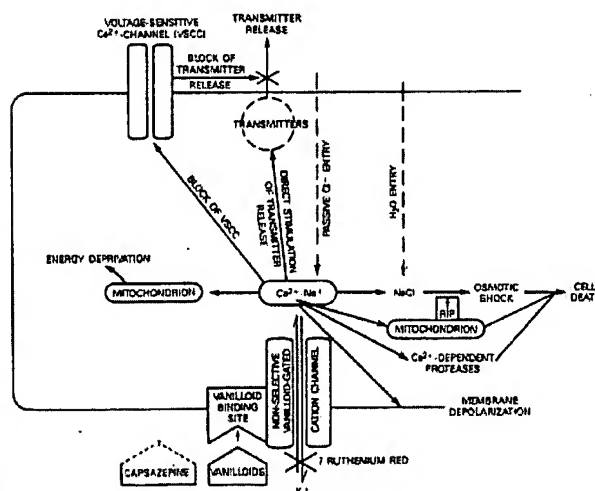 VOLTAGE-SENSITIVE
Ca²⁺-CHANNEL (VSCC)
TRANSMITTER
RELEASE
BLOCK OF
TRANSMITTER
RELEASE
TRANSMITTERS
PASSIVE Cl⁻ ENTRY
H₂O ENTRY
BLOCK OF VSCC
DIRECT STIMULATION
OF TRANSMITTER
RELEASE
ENERGY DEPRIVATION
MITOCHONDRION
Ca²⁺, Na⁺
NaCl
OSMOTIC
SHOCK
CELL
DEAT
MITOCHONDRION
Ca²⁺-DEPENDENT
PROTEASES
MEMBRANE
DEPOLARIZATION
NON-SELECTIVE
VANILLOID-GATED
CATION CHANNEL
VANILLOID
BINDING
SITE
? RUTHENIUM RED
CAPSAZEPINE
VANILLOIDS